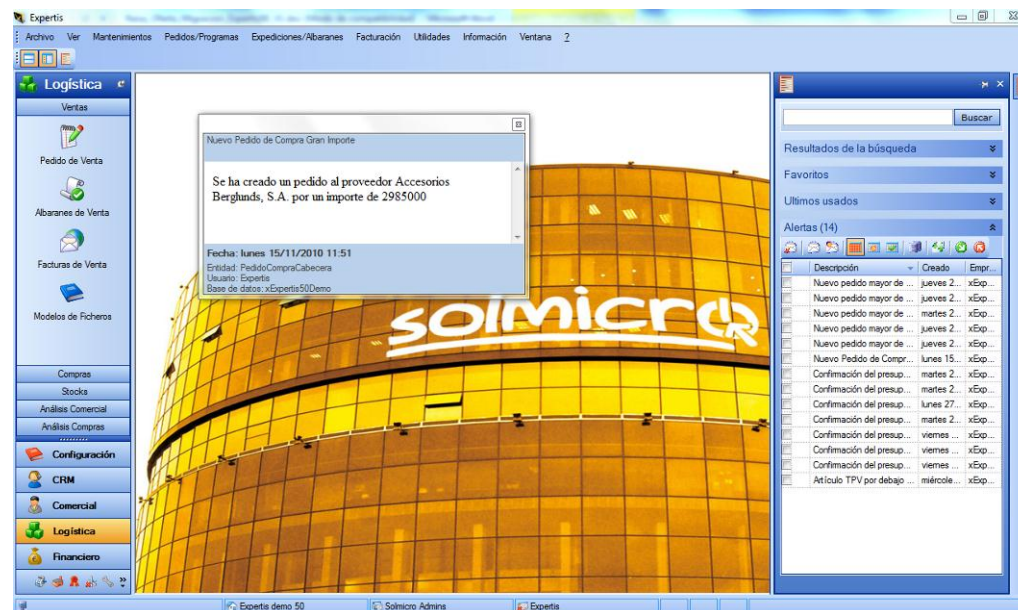 Expertis
Archivo Ver Mantenimientos Pedidos/Programas Expediciones/Albaranes Facturación Utilidades Información Ventana ?
Logística
Ventas
Pedido de Venta
Albaranes de Venta
Facturas de Venta
Modelos de Ficheros
Compras
Stocks
Análisis Comercial
Análisis Compras
Configuración
CRM
Comercial
Logística
Financiero
Nuevo Pedido de Compra Gran Importe
Se ha creado un pedido al proveedor Accesorios
Berglunds, S.A. por un importe de 2985000
Fecha: lunes 15/11/2010 11:51
Entidad: PedidoCompraCabecera
Usuario: Expertis
Base de datos: xExpertis50Demo
solmicro
Buscar
Resultados de la búsqueda
Favoritos
Ultimos usados
Alertas (14)
Descripción Creado Empr...
Nuevo pedido mayor de ... jueves 2... xExp...
Nuevo pedido mayor de ... jueves 2... xExp...
Nuevo pedido mayor de ... martes 2... xExp...
Nuevo pedido mayor de ... jueves 2... xExp...
Nuevo pedido mayor de ... jueves 2... xExp...
Nuevo Pedido de Compr... lunes 15... xExp...
Confirmación del presup... martes 2... xExp...
Confirmación del presup... martes 2... xExp...
Confirmación del presup... lunes 27... xExp...
Confirmación del presup... martes 2... xExp...
Confirmación del presup... viernes ... xExp...
Confirmación del presup... viernes ... xExp...
Confirmación del presup... viernes ... xExp...
Artículo TPV por debajo ... miércole... xExp...
Expertis demo 50 Solmicro Admins Expertis